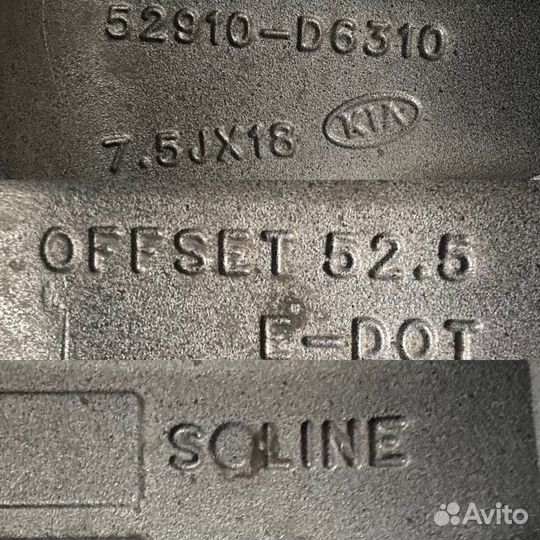 52910-D6310
7.5JX18 KIA
OFFSET 52.5
E-DOT
SOLINE
Avito